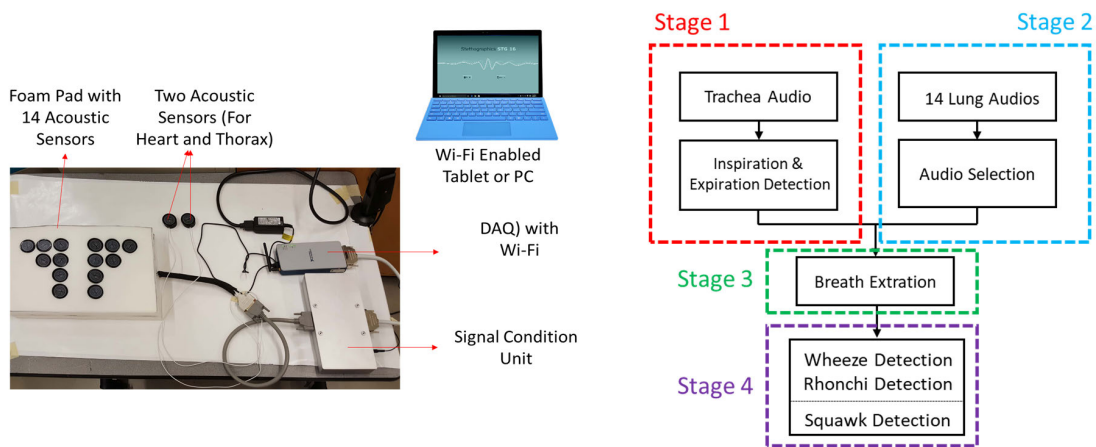 Foam Pad with
14 Acoustic
Sensors
Two Acoustic
Sensors (For
Heart and Thorax)
Wi-Fi Enabled
Tablet or PC
DAQ) with
Wi-Fi
Signal Condition
Unit
Stage 1
Trachea Audio
Inspiration &
Expiration Detection
Stage 2
14 Lung Audios
Audio Selection
Stage 3
Breath Extration
Stage 4
Wheeze Detection
Rhonchi Detection
Squawk Detection